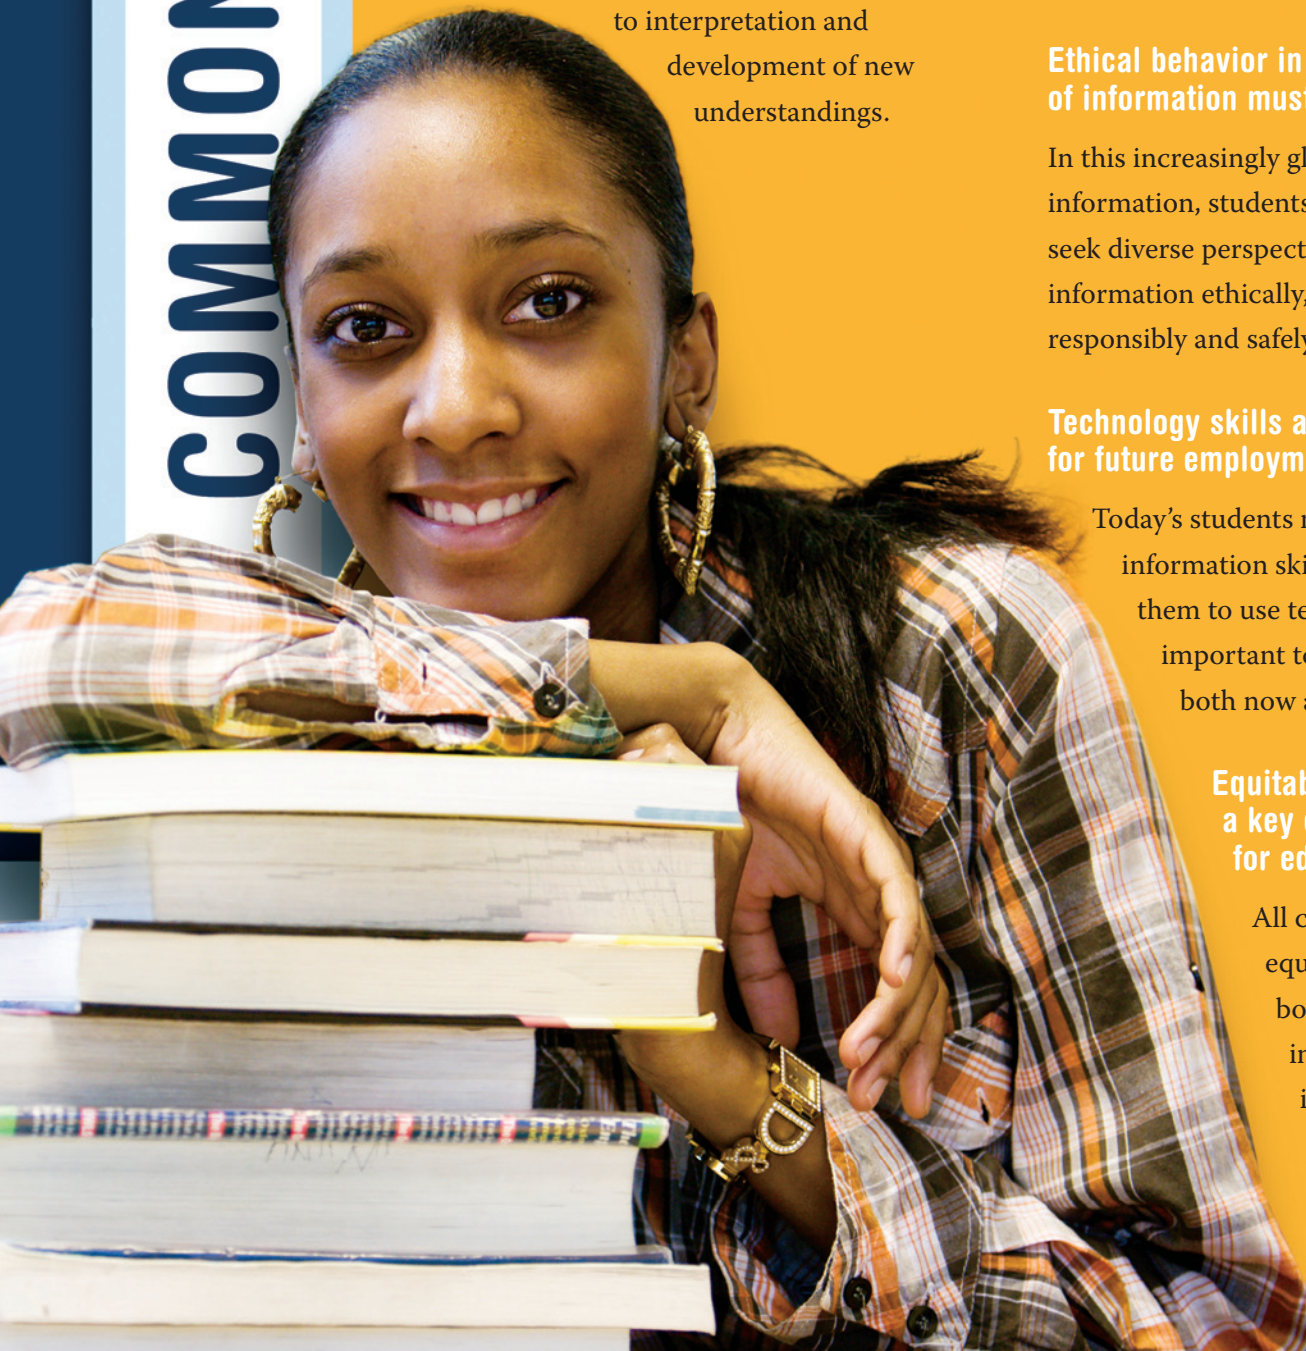 COMMON
to interpretation and
development of new
understandings.
Ethical behavior in
of information must
In this increasingly gl
information, students
seek diverse perspect
information ethically,
responsibly and safely
Technology skills a
for future employm
Today’s students
information ski
them to use te
important to
both now a
Equitab
a key
for ed
All c
equ
bo
in
i